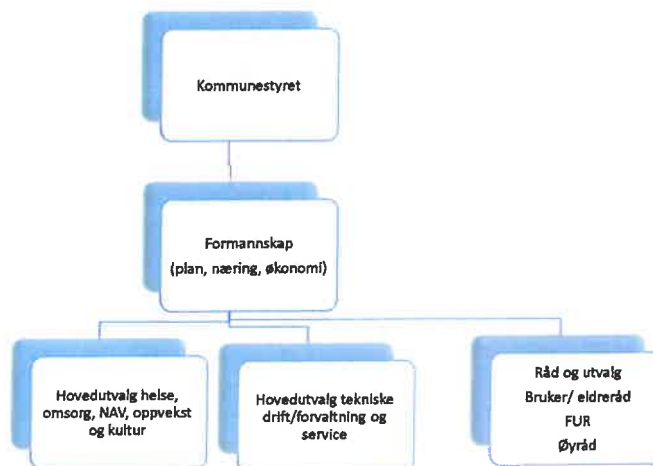 Kommunestyret
Formannskap
(plan, næring, økonomi)
Hovedutvalg helse,
omsorg, NAV, oppvekst
og kultur
Hovedutvalg tekniske
drift/forvaltning og
service
Råd og utvalg
Bruker/ eldreråd
FUR
Øyråd